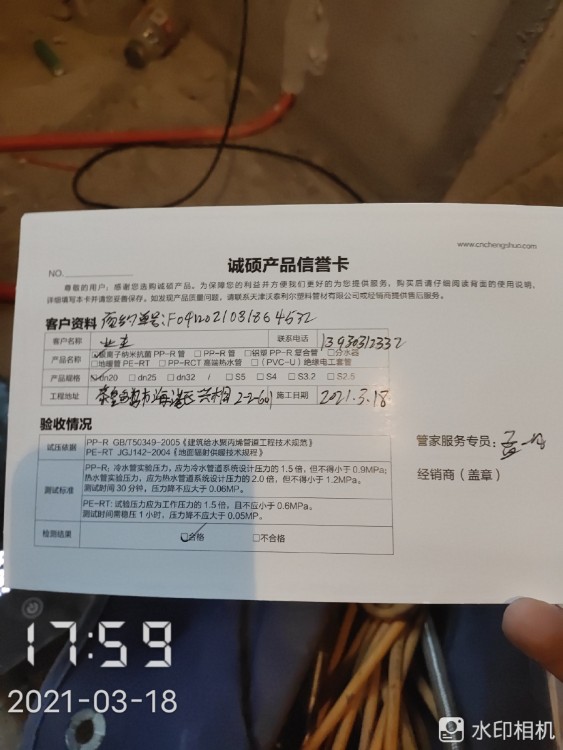 www.cnchengshuo.com
诚硕产品信誉卡
NO.
尊敬的用户：感谢您选购诚硕产品。为保障您的利益并方便我们更好的为您提供服务，购买后请仔细阅读背面的使用说明、
详细填写本卡并请您妥善保存。如发现产品质量问题，请联系天津沃泰利尔塑料管材有限公司或经销商提供售后服务。
客户资料 预约单号：F0412021031864532
客户名称 业主 联系电话 13930312332
产品名称 ☑银离子纳米抗菌 PP-R 管 □PP-R 管 □铝塑 PP-R 复合管 □分水器
□地暖管 PE-RT □PP-RCT 高端热水管 □（PVC-U）绝缘电工套管
产品规格 ☑dn20 □dn25 □dn32 / □S5 □S4 □S3.2 □S2.5
工程地址 秦皇岛市海港区兴桐2-2-601 施工日期 2021.3.18
验收情况
试压依据 PP-R GB/T50349-2005《建筑给水聚丙烯管道工程技术规范》
PE-RT JGJ142-2004《地面辐射供暖技术规程》
测试标准 PP-R：冷水管实验压力，应为冷水管道系统设计压力的 1.5 倍，但不得小于 0.9MPa；
热水管实验压力，应为热水管道系统设计压力的 2.0 倍，但不得小于 1.2MPa。
测试时间 30 分钟，压力降不应大于 0.06MP。
PE-RT：试验压力应为工作压力的 1.5 倍，且不应小于 0.6MPa。
测试时间需稳压 1 小时，压力降不应大于 0.05MP。
检测结果 ☑合格 □不合格
管家服务专员：
经销商（盖章）
17:59
2021-03-18
水印相机